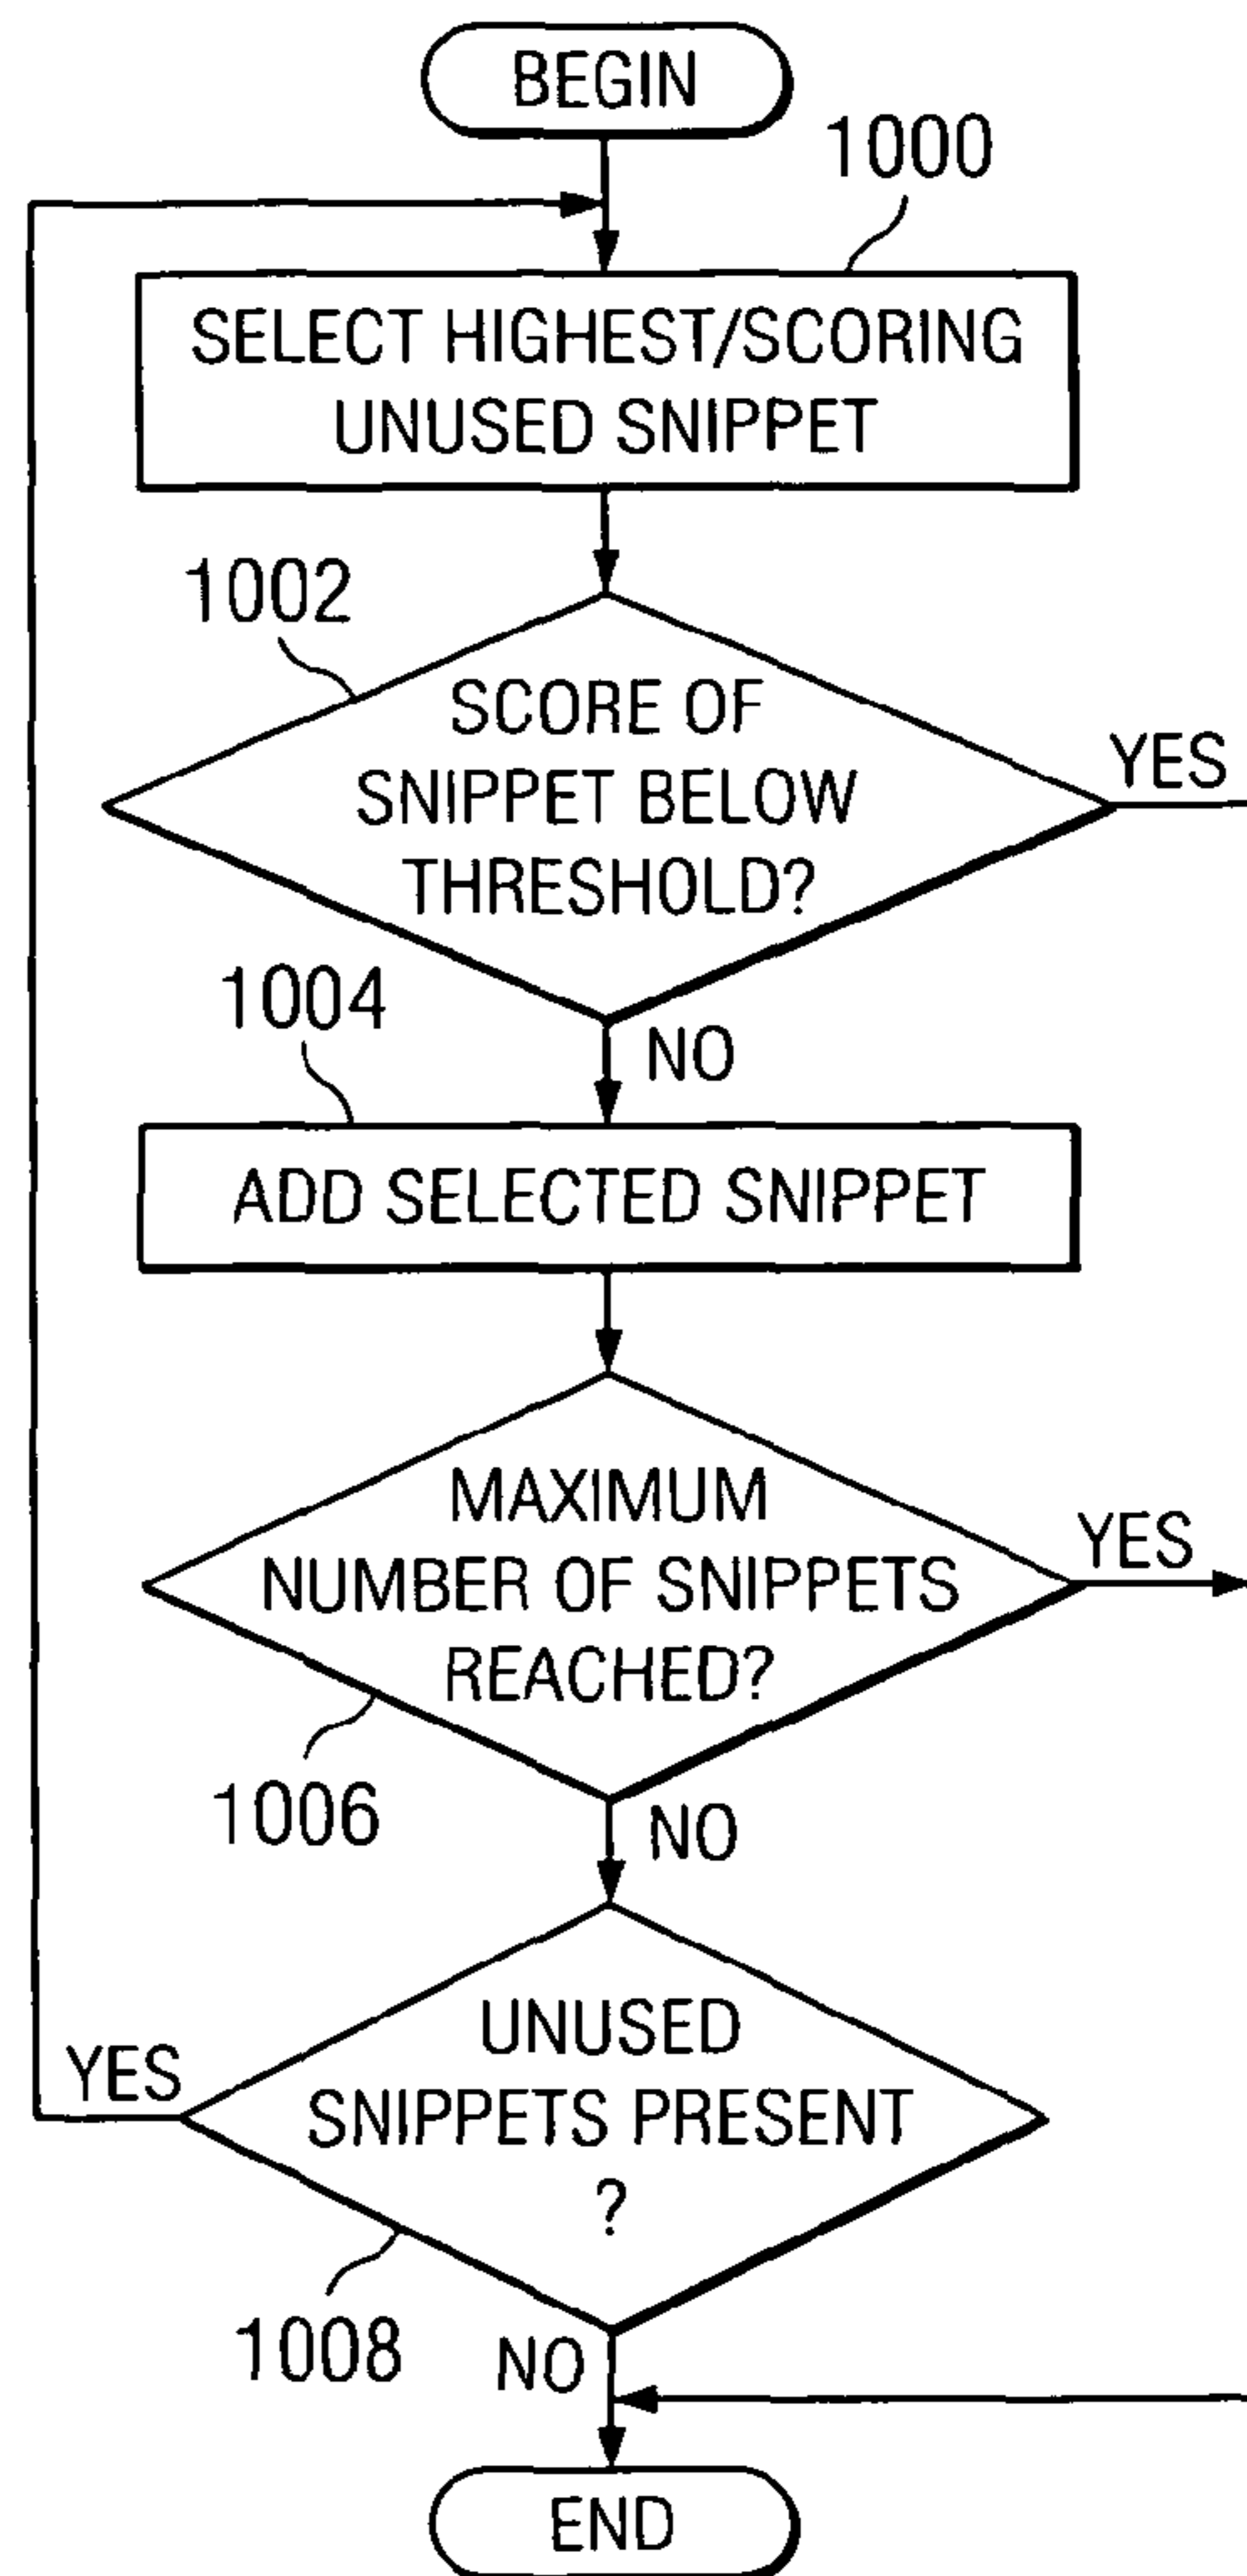 BEGIN
1000
SELECT HIGHEST/SCORING
UNUSED SNIPPET
1002
SCORE OF
SNIPPET BELOW
THRESHOLD?
YES
NO
1004
ADD SELECTED SNIPPET
MAXIMUM
NUMBER OF SNIPPETS
REACHED?
YES
1006
NO
UNUSED
SNIPPETS PRESENT
?
YES
1008
NO
END